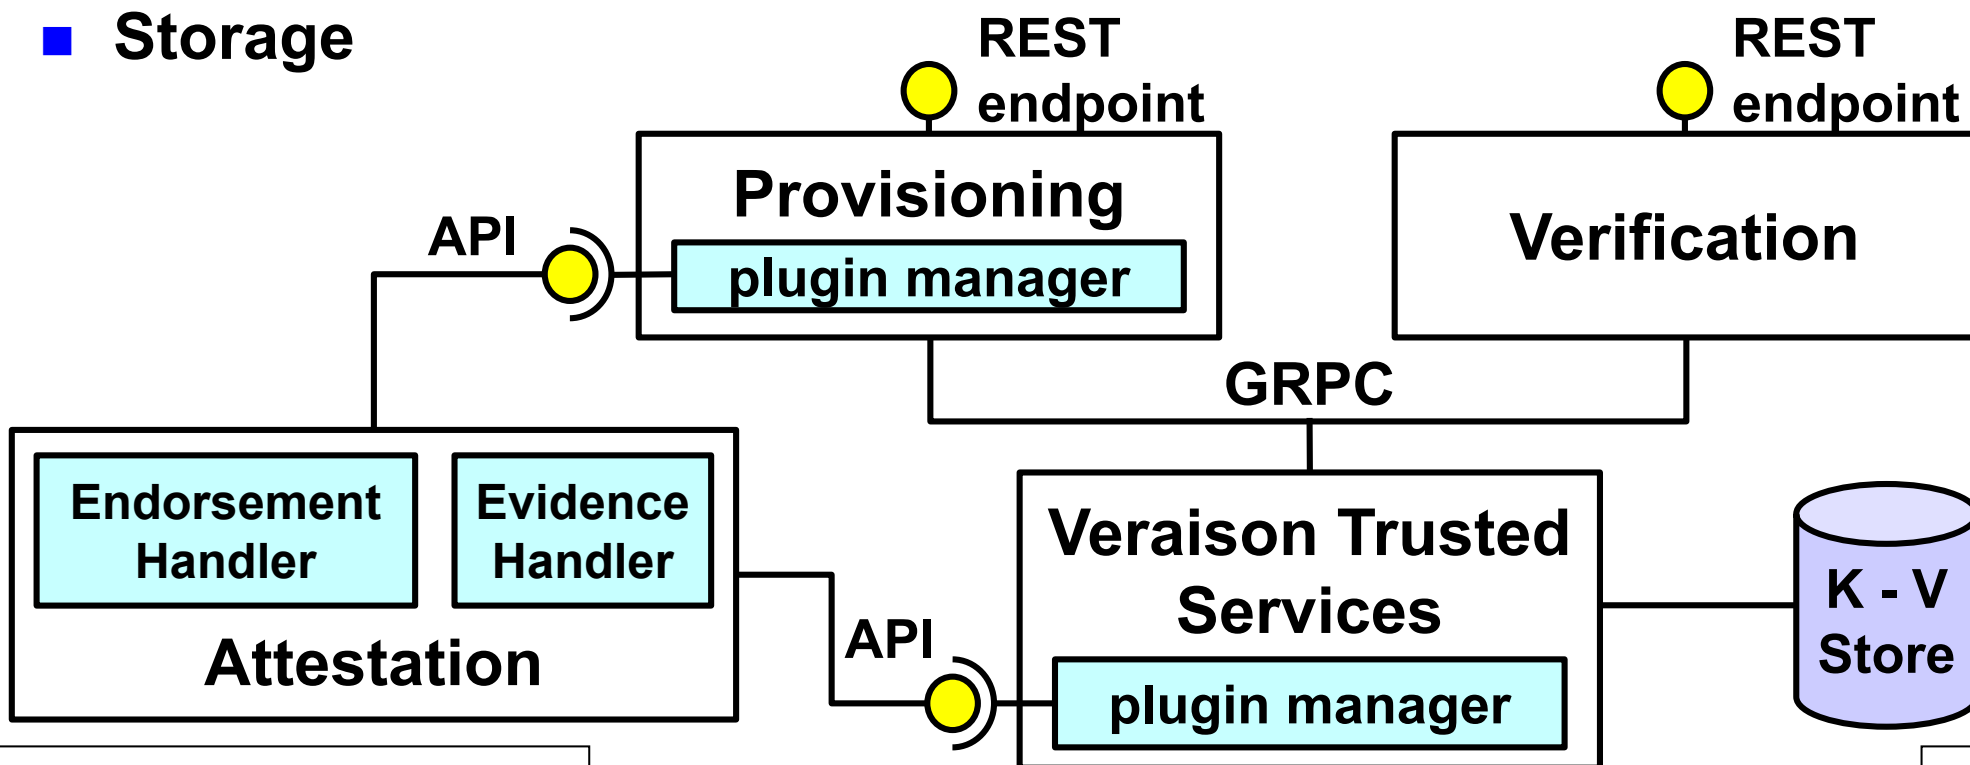 Storage
REST
endpoint
REST
endpoint
Provisioning
plugin manager
API
Verification
GRPC
Endorsement
Handler
Evidence
Handler
Attestation
API
Veraison Trusted
Services
plugin manager
K - V
Store